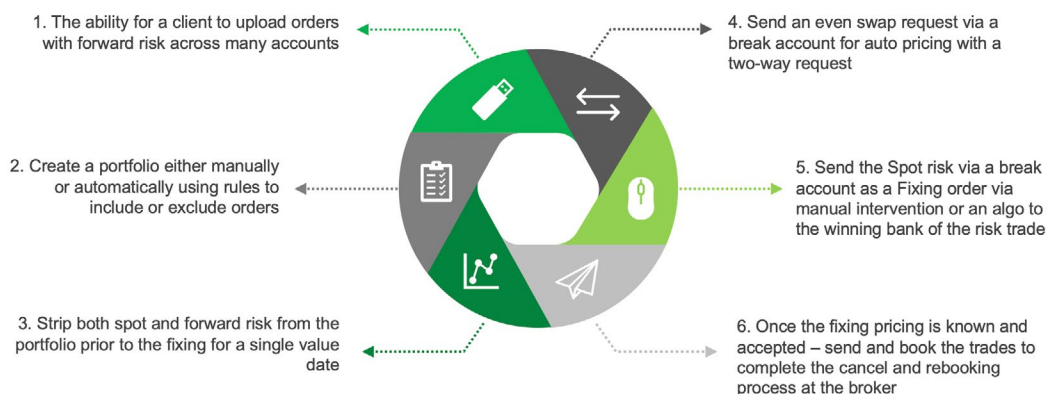 1. The ability for a client to upload orders
with forward risk across many accounts
2. Create a portfolio either manually
or automatically using rules to
include or exclude orders
3. Strip both spot and forward risk from the
portfolio prior to the fixing for a single value
date
4. Send an even swap request via a
break account for auto pricing with a
two-way request
5. Send the Spot risk via a break
account as a Fixing order via
manual intervention or an algo to
the winning bank of the risk trade
6. Once the fixing pricing is known and
accepted – send and book the trades to
complete the cancel and rebooking
process at the broker